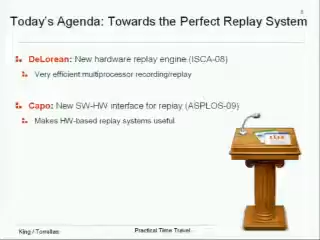 Today's Agenda: Towards the Perfect Replay System
DeLorean: New hardware replay engine (ISCA-08)
Very efficient multiprocessor recording/replay
Capo: New SW-HW interface for replay (ASPLOS-09)
Makes HW-based replay systems useful
King / Torrellas
Practical Time Travel